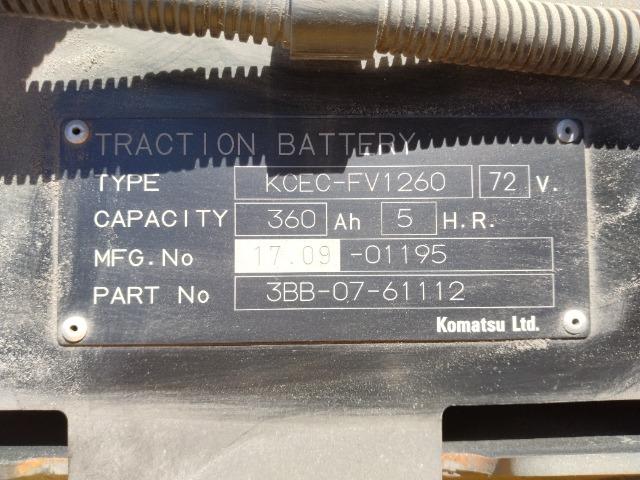 TRACTION BATTERY
TYPE KCEC-FV1260 72 V.
CAPACITY 360 Ah 5 H.R.
MFG.No 17.09 -01195
PART No 3BB-07-61112
Komatsu Ltd.